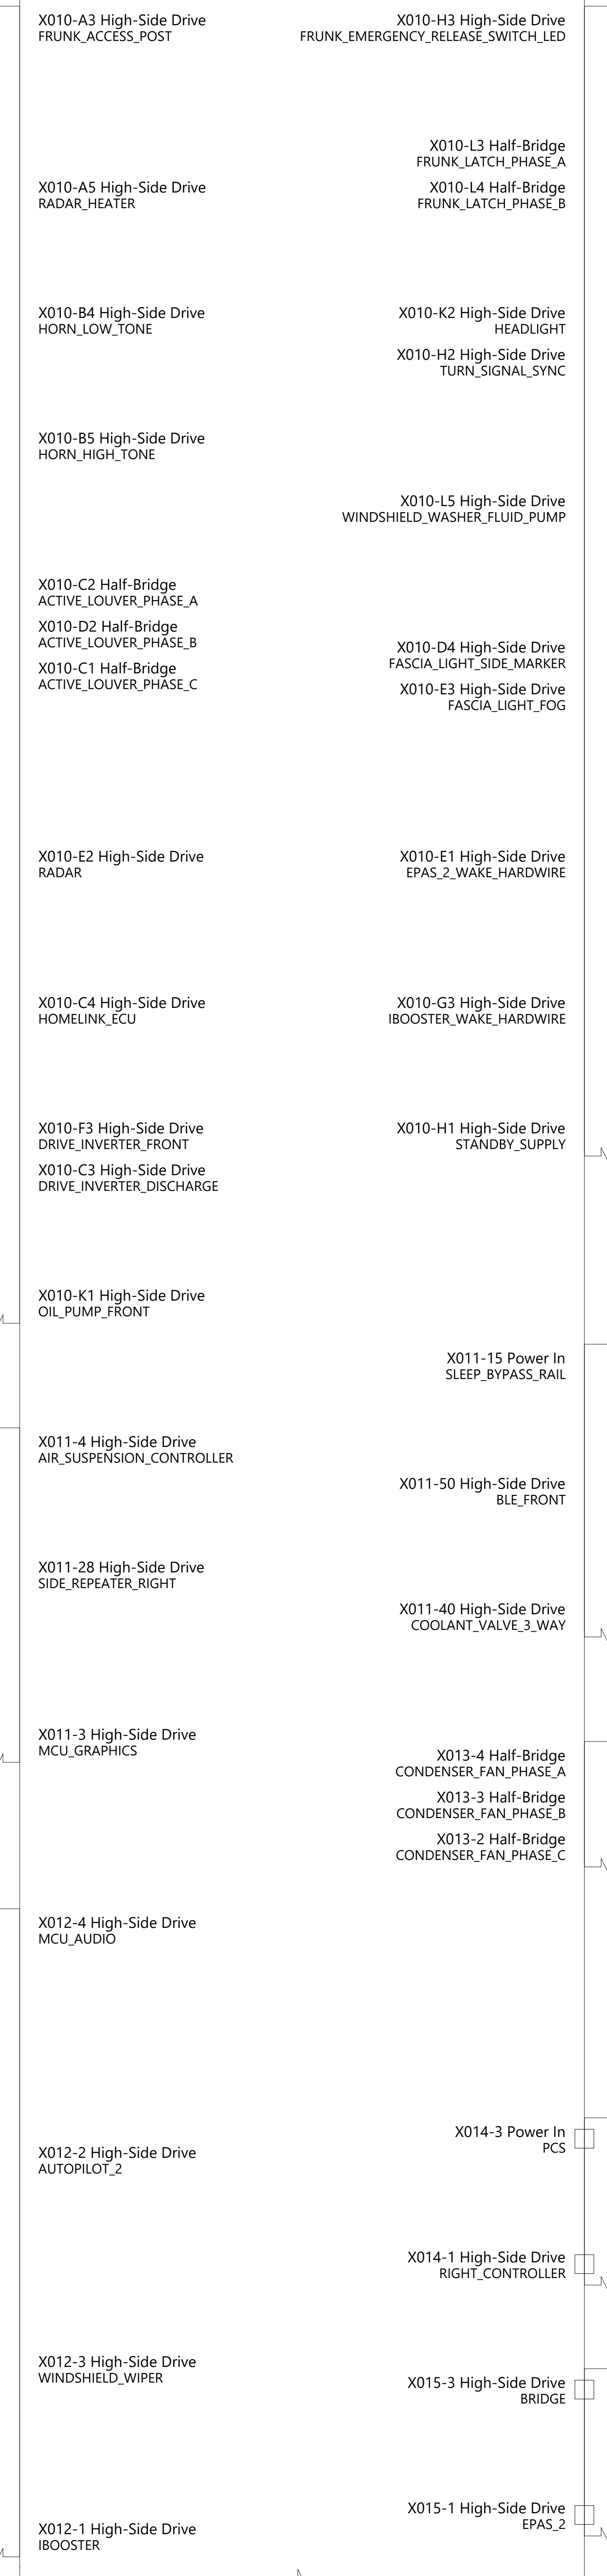 X010-A3 High-Side Drive
FRUNK_ACCESS_POST
X010-A5 High-Side Drive
RADAR_HEATER
X010-B4 High-Side Drive
HORN_LOW_TONE
X010-B5 High-Side Drive
HORN_HIGH_TONE
X010-C2 Half-Bridge
ACTIVE_LOUVER_PHASE_A
X010-D2 Half-Bridge
ACTIVE_LOUVER_PHASE_B
X010-C1 Half-Bridge
ACTIVE_LOUVER_PHASE_C
X010-E2 High-Side Drive
RADAR
X010-C4 High-Side Drive
HOMELINK_ECU
X010-F3 High-Side Drive
DRIVE_INVERTER_FRONT
X010-C3 High-Side Drive
DRIVE_INVERTER_DISCHARGE
X010-K1 High-Side Drive
OIL_PUMP_FRONT
X011-4 High-Side Drive
AIR_SUSPENSION_CONTROLLER
X011-28 High-Side Drive
SIDE_REPEATER_RIGHT
X011-3 High-Side Drive
MCU_GRAPHICS
X012-4 High-Side Drive
MCU_AUDIO
X012-2 High-Side Drive
AUTOPILOT_2
X012-3 High-Side Drive
WINDSHIELD_WIPER
X012-1 High-Side Drive
IBOOSTER
X010-H3 High-Side Drive
FRUNK_EMERGENCY_RELEASE_SWITCH_LED
X010-L3 Half-Bridge
FRUNK_LATCH_PHASE_A
X010-L4 Half-Bridge
FRUNK_LATCH_PHASE_B
X010-K2 High-Side Drive
HEADLIGHT
X010-H2 High-Side Drive
TURN_SIGNAL_SYNC
X010-L5 High-Side Drive
WINDSHIELD_WASHER_FLUID_PUMP
X010-D4 High-Side Drive
FASCIA_LIGHT_SIDE_MARKER
X010-E3 High-Side Drive
FASCIA_LIGHT_FOG
X010-E1 High-Side Drive
EPAS_2_WAKE_HARDWIRE
X010-G3 High-Side Drive
IBOOSTER_WAKE_HARDWIRE
X010-H1 High-Side Drive
STANDBY_SUPPLY
X011-15 Power In
SLEEP_BYPASS_RAIL
X011-50 High-Side Drive
BLE_FRONT
X011-40 High-Side Drive
COOLANT_VALVE_3_WAY
X013-4 Half-Bridge
CONDENSER_FAN_PHASE_A
X013-3 Half-Bridge
CONDENSER_FAN_PHASE_B
X013-2 Half-Bridge
CONDENSER_FAN_PHASE_C
X014-3 Power In
PCS
X014-1 High-Side Drive
RIGHT_CONTROLLER
X015-3 High-Side Drive
BRIDGE
X015-1 High-Side Drive
EPAS_2